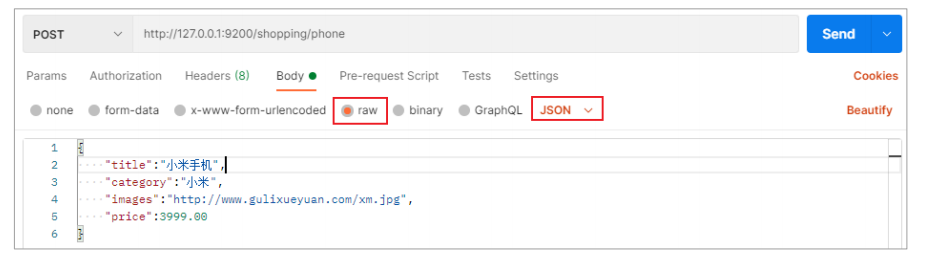 POST http://127.0.0.1:9200/shopping/phone Send
Params Authorization Headers (8) Body Pre-request Script Tests Settings Cookies
none form-data x-www-form-urlencoded raw binary GraphQL JSON Beautify
1 {
2 "title":"小米手机",
3 "category":"小米",
4 "images":"http://www.gulixueyuan.com/xm.jpg",
5 "price":3999.00
6 }